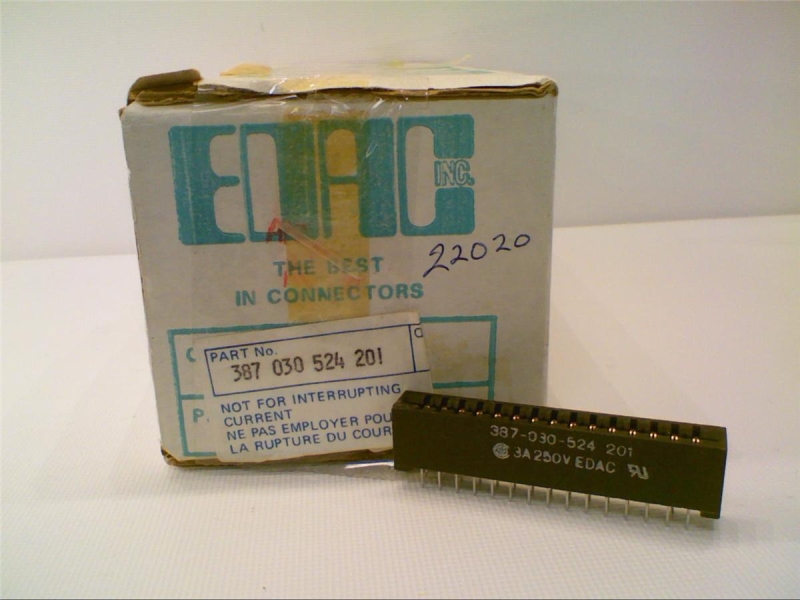 EDAC INC.
THE BEST
IN CONNECTORS
22020
PART No.
387 030 524 201
NOT FOR INTERRUPTING
CURRENT
NE PAS EMPLOYER POU
LA RUPTURE DU COUR
387-030-524 201
3A 250V EDAC